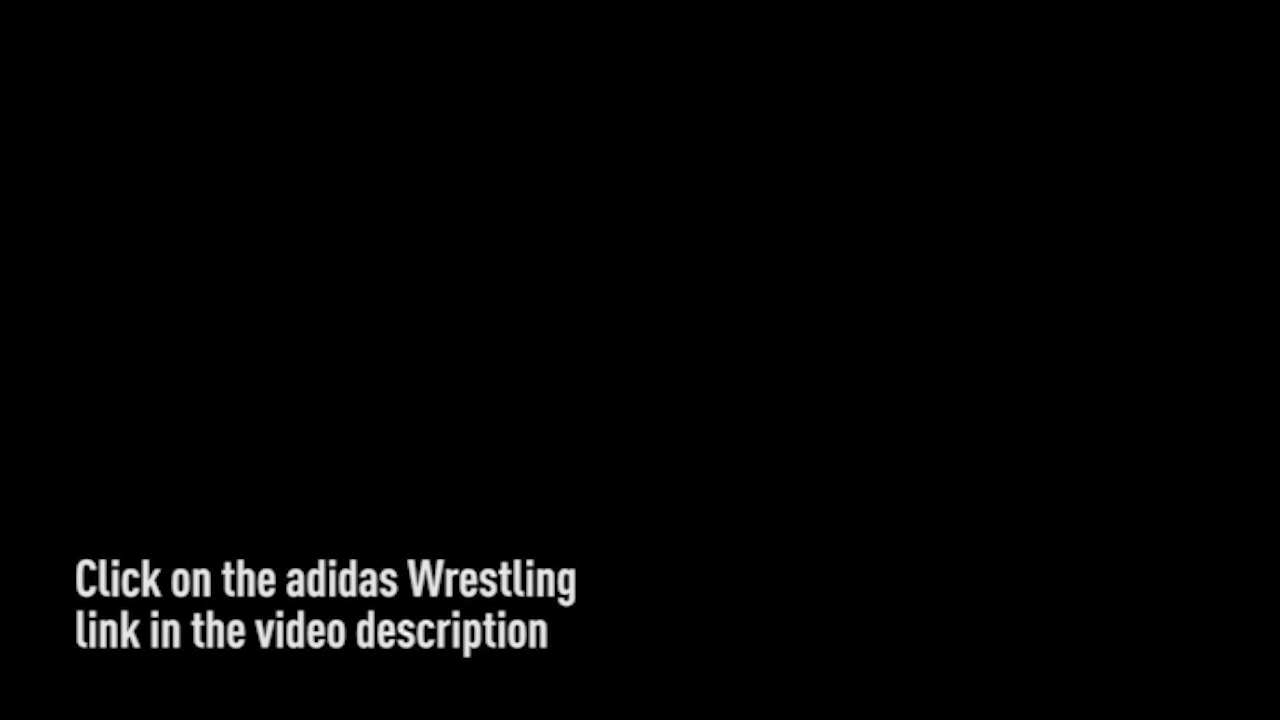 Click on the adidas Wrestling
link in the video description